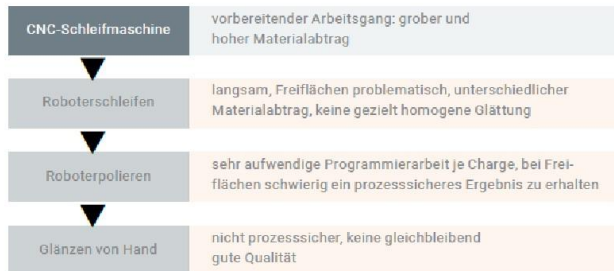 CNC-Schleifmaschine
vorbereitender Arbeitsgang: grober und
hoher Materialabtrag
Roboterschleifen
langsam, Freiflächen problematisch, unterschiedlicher
Materialabtrag, keine gezielt homogene Glättung
Roboterpolieren
sehr aufwendige Programmierarbeit je Charge, bei Frei-
flächen schwierig ein prozesssicheres Ergebnis zu erhalten
Glänzen von Hand
nicht prozesssicher, keine gleichbleibend
gute Qualität